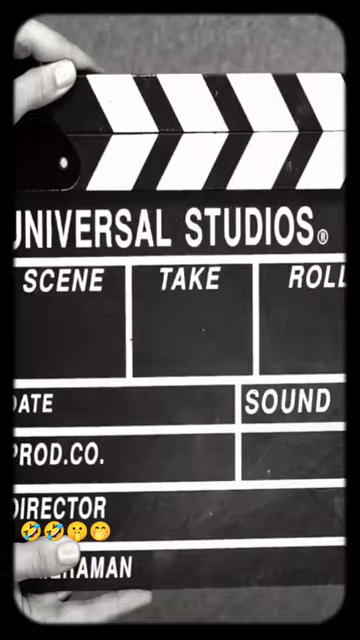 UNIVERSAL STUDIOS®
SCENE TAKE ROLL
DATE SOUND
PROD.CO.
DIRECTOR
🤣🤣🤫🤭